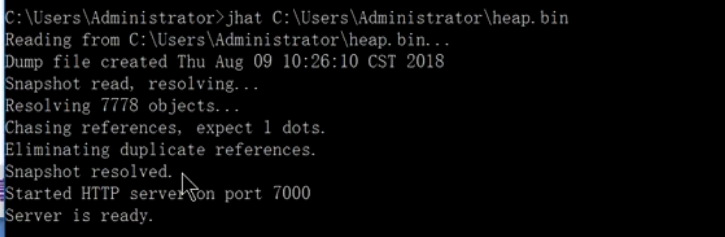 C:\Users\Administrator>jhat C:\Users\Administrator\heap.bin
Reading from C:\Users\Administrator\heap.bin...
Dump file created Thu Aug 09 10:26:10 CST 2018
Snapshot read, resolving...
Resolving 7778 objects...
Chasing references, expect 1 dots.
Eliminating duplicate references.
Snapshot resolved.
Started HTTP server on port 7000
Server is ready.